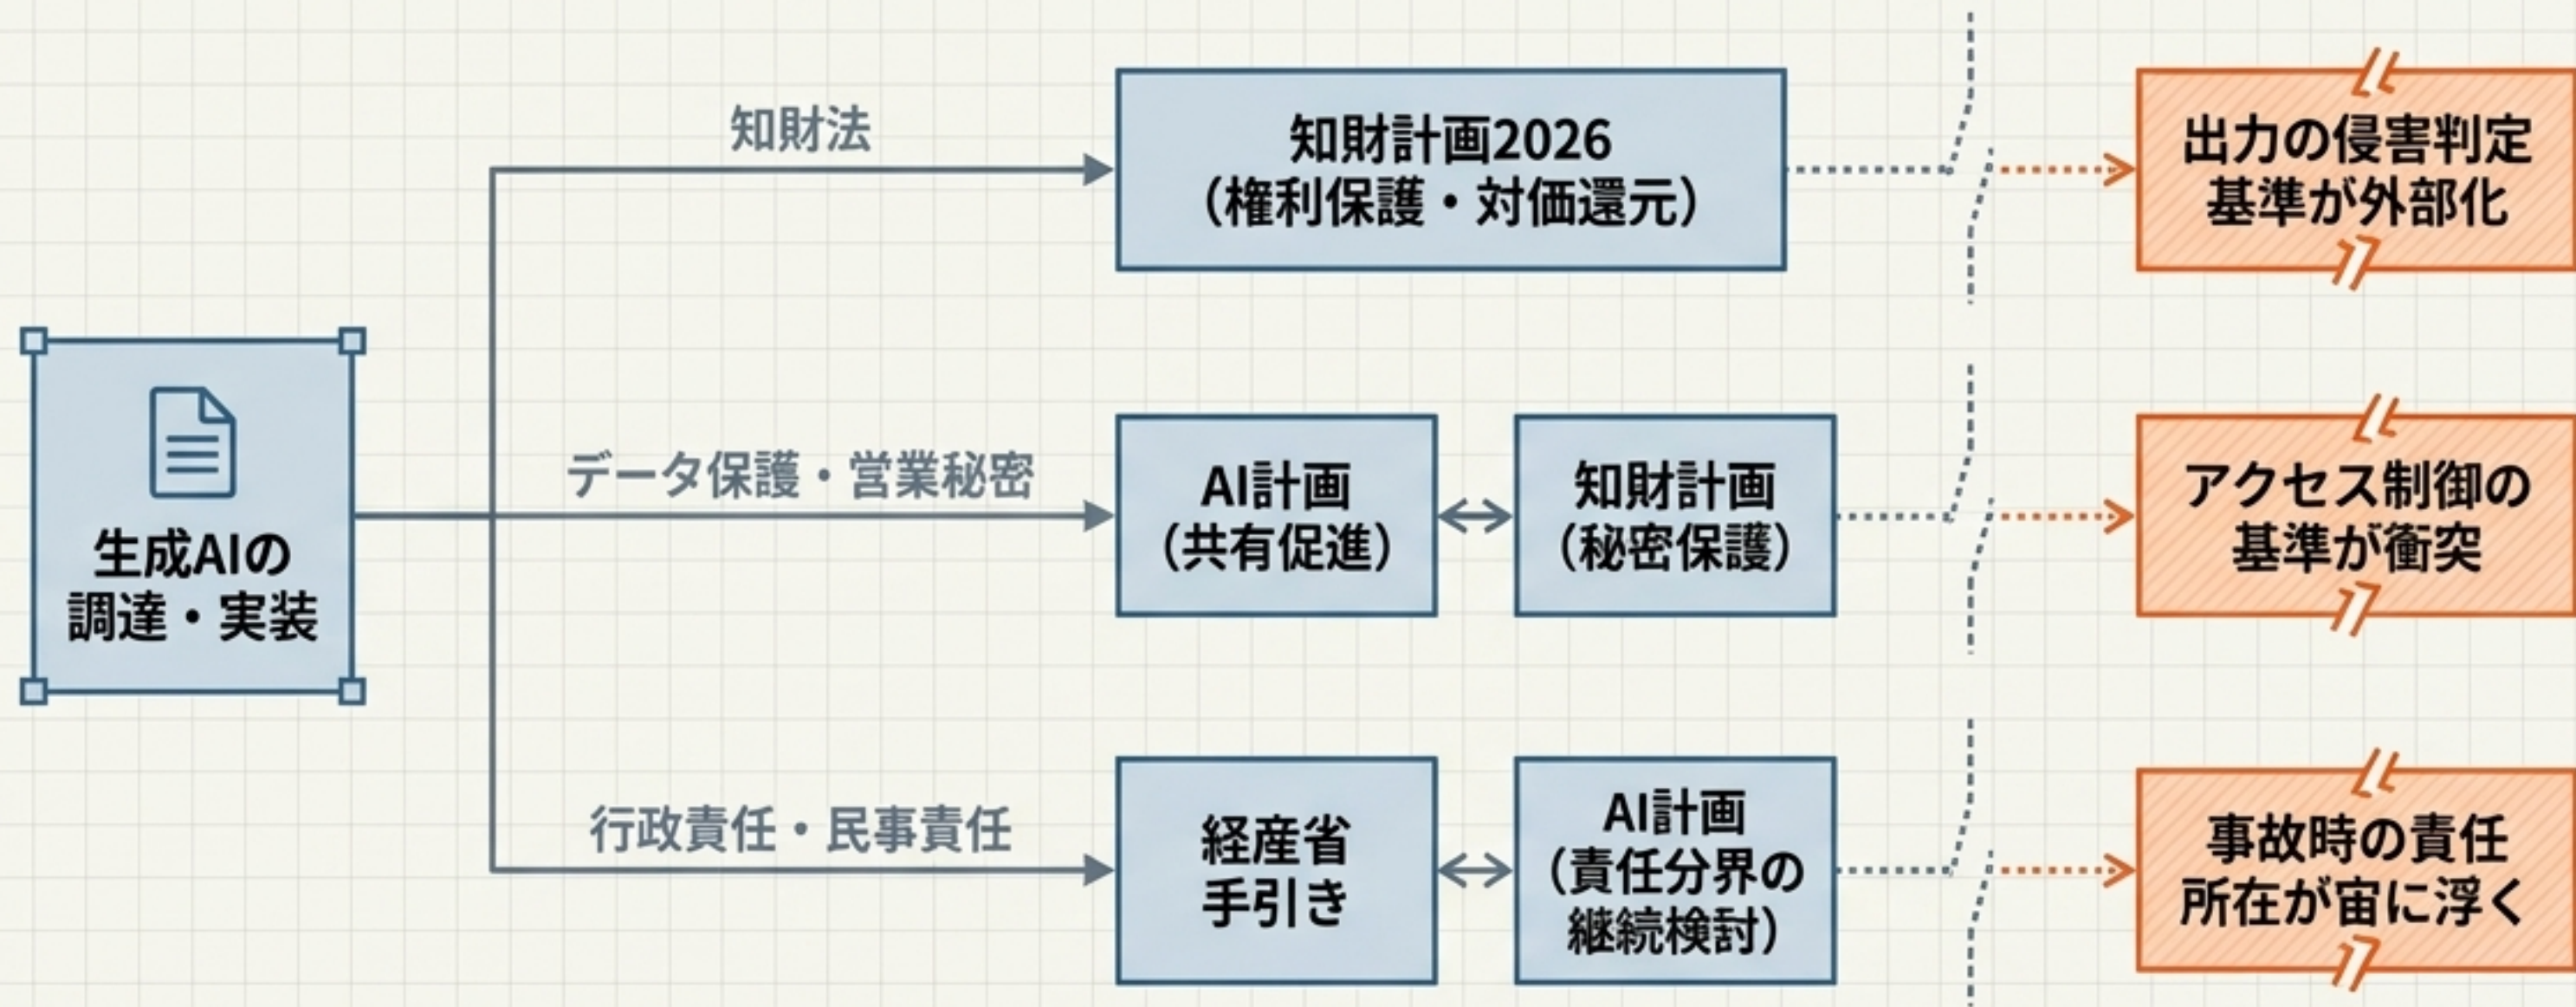 生成AIの
調達・実装
知財法
知財計画2026
（権利保護・対価還元）
出力の侵害判定
基準が外部化
データ保護・営業秘密
AI計画
（共有促進）
知財計画
（秘密保護）
アクセス制御の
基準が衝突
行政責任・民事責任
経産省
手引き
AI計画
（責任分界の
継続検討）
事故時の責任
所在が宙に浮く